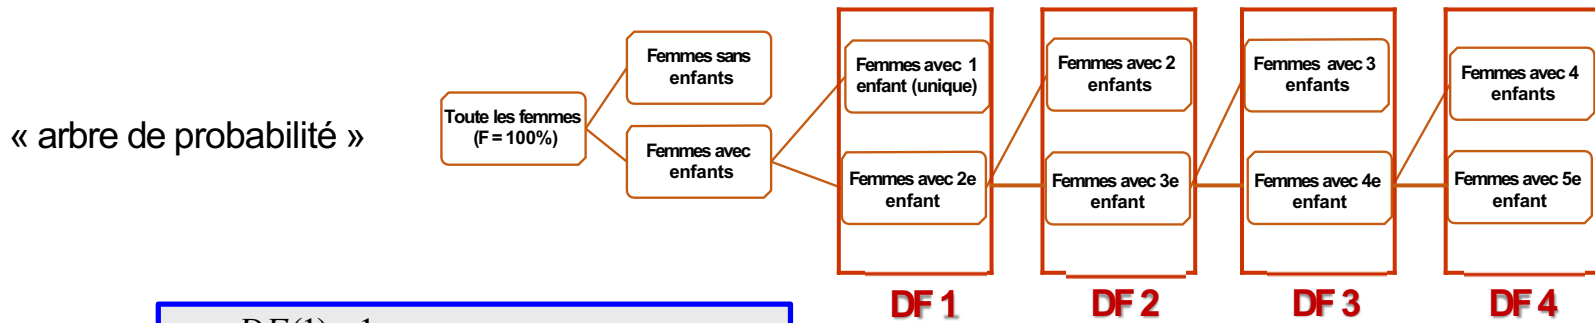 « arbre de probabilité »
Toute les femmes
(F = 100%)
Femmes sans
enfants
Femmes avec
enfants
Femmes avec 1
enfant (unique)
Femmes avec 2e
enfant
Femmes avec 2
enfants
Femmes avec 3e
enfant
Femmes avec 3
enfants
Femmes avec 4e
enfant
Femmes avec 4
enfants
Femmes avec 5e
enfant
DF 1
DF 2
DF 3
DF 4